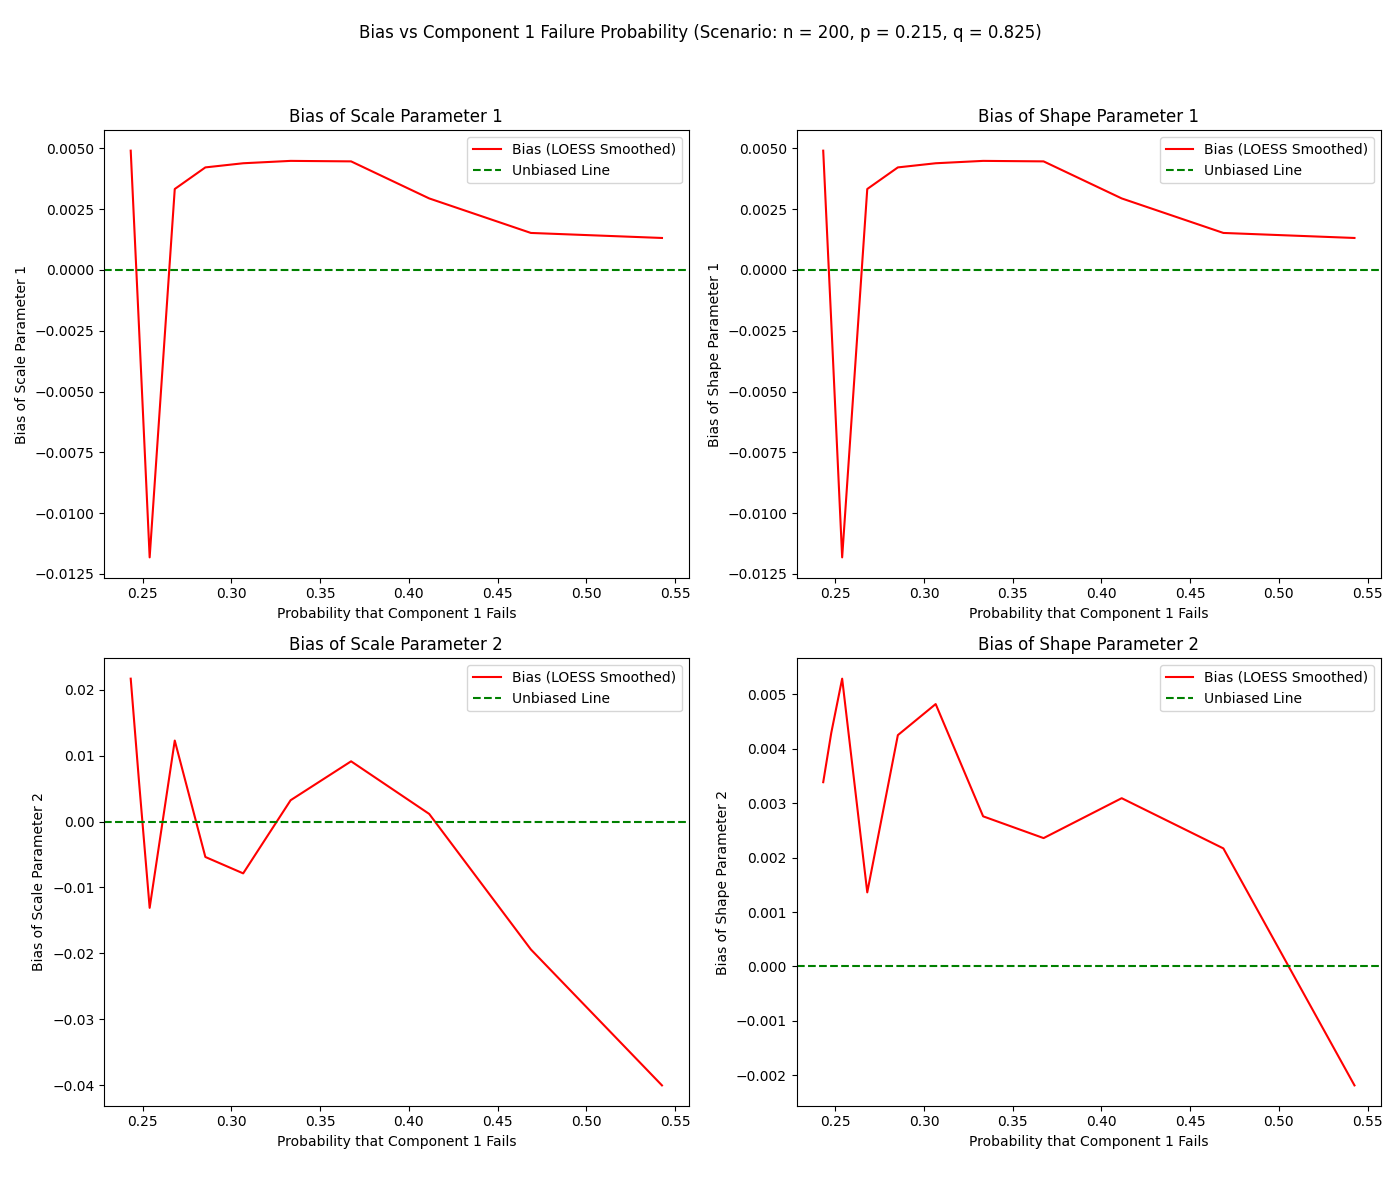 Bias vs Component 1 Failure Probability (Scenario: n = 200, p = 0.215, q = 0.825)
Bias of Scale Parameter 1
Bias of Scale Parameter 1
0.0050
0.0025
0.0000
−0.0025
−0.0050
−0.0075
−0.0100
−0.0125
Bias (LOESS Smoothed)
Unbiased Line
0.25 0.30 0.35 0.40 0.45 0.50 0.55
Probability that Component 1 Fails
Bias of Shape Parameter 1
Bias of Shape Parameter 1
0.0050
0.0025
0.0000
−0.0025
−0.0050
−0.0075
−0.0100
−0.0125
Bias (LOESS Smoothed)
Unbiased Line
0.25 0.30 0.35 0.40 0.45 0.50 0.55
Probability that Component 1 Fails
Bias of Scale Parameter 2
Bias of Scale Parameter 2
0.02
0.01
0.00
−0.01
−0.02
−0.03
−0.04
Bias (LOESS Smoothed)
Unbiased Line
0.25 0.30 0.35 0.40 0.45 0.50 0.55
Probability that Component 1 Fails
Bias of Shape Parameter 2
Bias of Shape Parameter 2
0.005
0.004
0.003
0.002
0.001
0.000
−0.001
−0.002
Bias (LOESS Smoothed)
Unbiased Line
0.25 0.30 0.35 0.40 0.45 0.50 0.55
Probability that Component 1 Fails